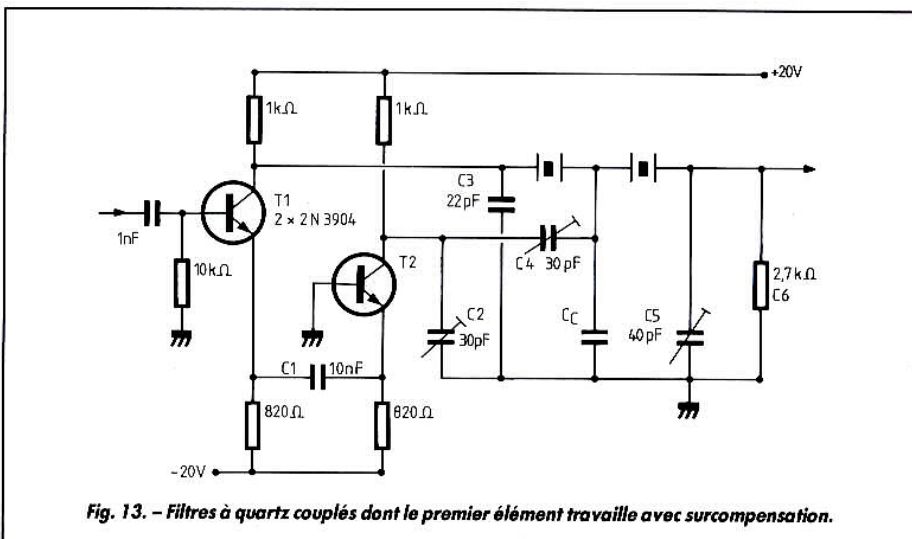 +20V
1kΩ
1kΩ
C3
22pF
T1
2 × 2N 3904
1nF
T2
C4 30pF
10kΩ
2,7kΩ
C6
C2
30pF
CC
C5
40pF
C1
10nF
820Ω
820Ω
-20V
Fig. 13. – Filtres à quartz couplés dont le premier élément travaille avec surcompensation.